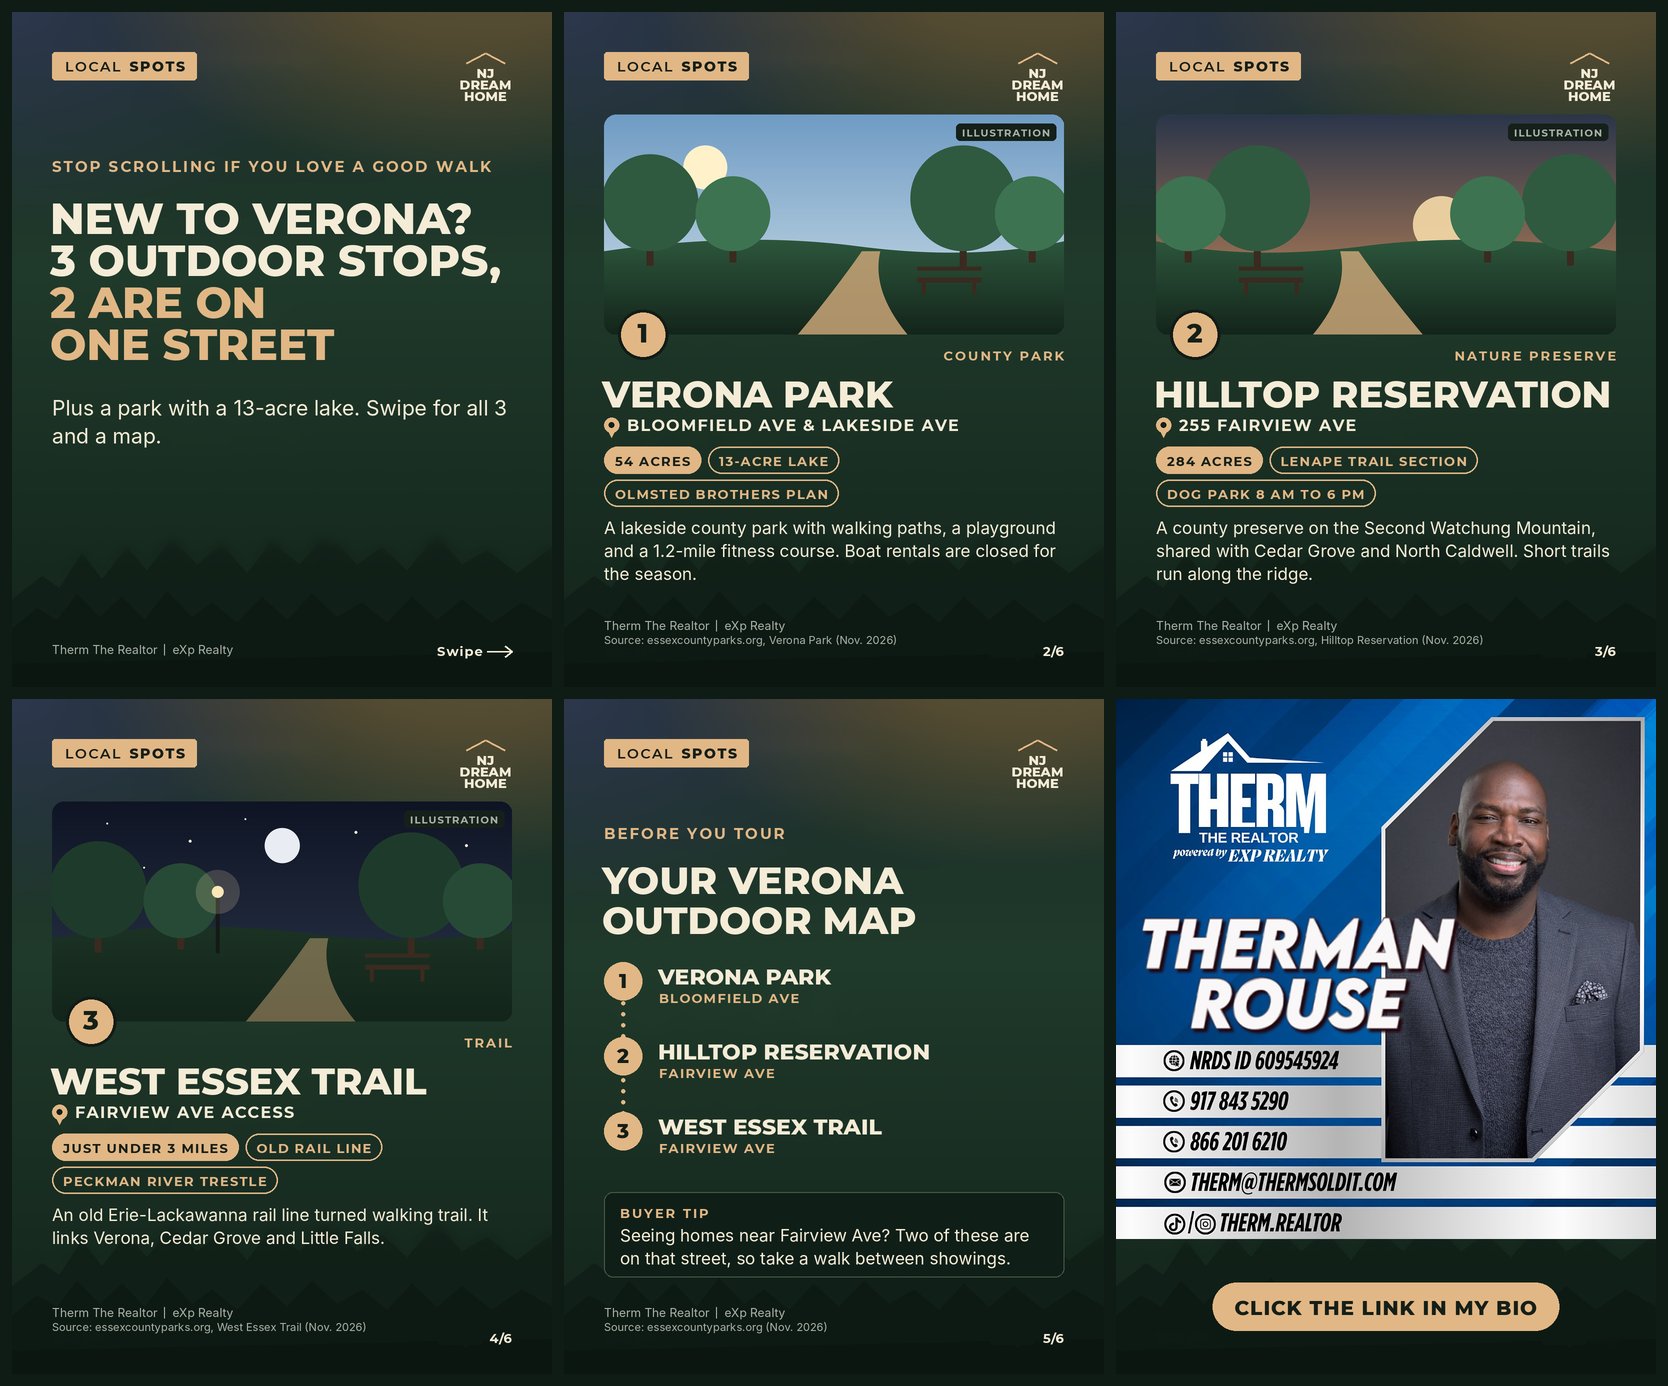 LOCAL SPOTS
NJ
DREAM
HOME
STOP SCROLLING IF YOU LOVE A GOOD WALK
NEW TO VERONA?
3 OUTDOOR STOPS,
2 ARE ON
ONE STREET
Plus a park with a 13-acre lake. Swipe for all 3
and a map.
Therm The Realtor | eXp Realty
Swipe
LOCAL SPOTS
NJ
DREAM
HOME
ILLUSTRATION
1
COUNTY PARK
VERONA PARK
BLOOMFIELD AVE & LAKESIDE AVE
54 ACRES
13-ACRE LAKE
OLMSTED BROTHERS PLAN
A lakeside county park with walking paths, a playground
and a 1.2-mile fitness course. Boat rentals are closed for
the season.
Therm The Realtor | eXp Realty
Source: essexcountyparks.org, Verona Park (Nov. 2026)
2/6
LOCAL SPOTS
NJ
DREAM
HOME
ILLUSTRATION
2
NATURE PRESERVE
HILLTOP RESERVATION
255 FAIRVIEW AVE
284 ACRES
LENAPE TRAIL SECTION
DOG PARK 8 AM TO 6 PM
A county preserve on the Second Watchung Mountain,
shared with Cedar Grove and North Caldwell. Short trails
run along the ridge.
Therm The Realtor | eXp Realty
Source: essexcountyparks.org, Hilltop Reservation (Nov. 2026)
3/6
LOCAL SPOTS
NJ
DREAM
HOME
ILLUSTRATION
3
TRAIL
WEST ESSEX TRAIL
FAIRVIEW AVE ACCESS
JUST UNDER 3 MILES
OLD RAIL LINE
PECKMAN RIVER TRESTLE
An old Erie-Lackawanna rail line turned walking trail. It
links Verona, Cedar Grove and Little Falls.
Therm The Realtor | eXp Realty
Source: essexcountyparks.org, West Essex Trail (Nov. 2026)
4/6
LOCAL SPOTS
NJ
DREAM
HOME
BEFORE YOU TOUR
YOUR VERONA
OUTDOOR MAP
1
VERONA PARK
BLOOMFIELD AVE
2
HILLTOP RESERVATION
FAIRVIEW AVE
3
WEST ESSEX TRAIL
FAIRVIEW AVE
BUYER TIP
Seeing homes near Fairview Ave? Two of these are
on that street, so take a walk between showings.
Therm The Realtor | eXp Realty
Source: essexcountyparks.org (Nov. 2026)
5/6
THERM
THE REALTOR
powered by EXP REALTY
THERMAN
ROUSE
NRDS ID 609545924
917 843 5290
866 201 6210
THERM@THERMSOLDIT.COM
/ THERM.REALTOR
CLICK THE LINK IN MY BIO